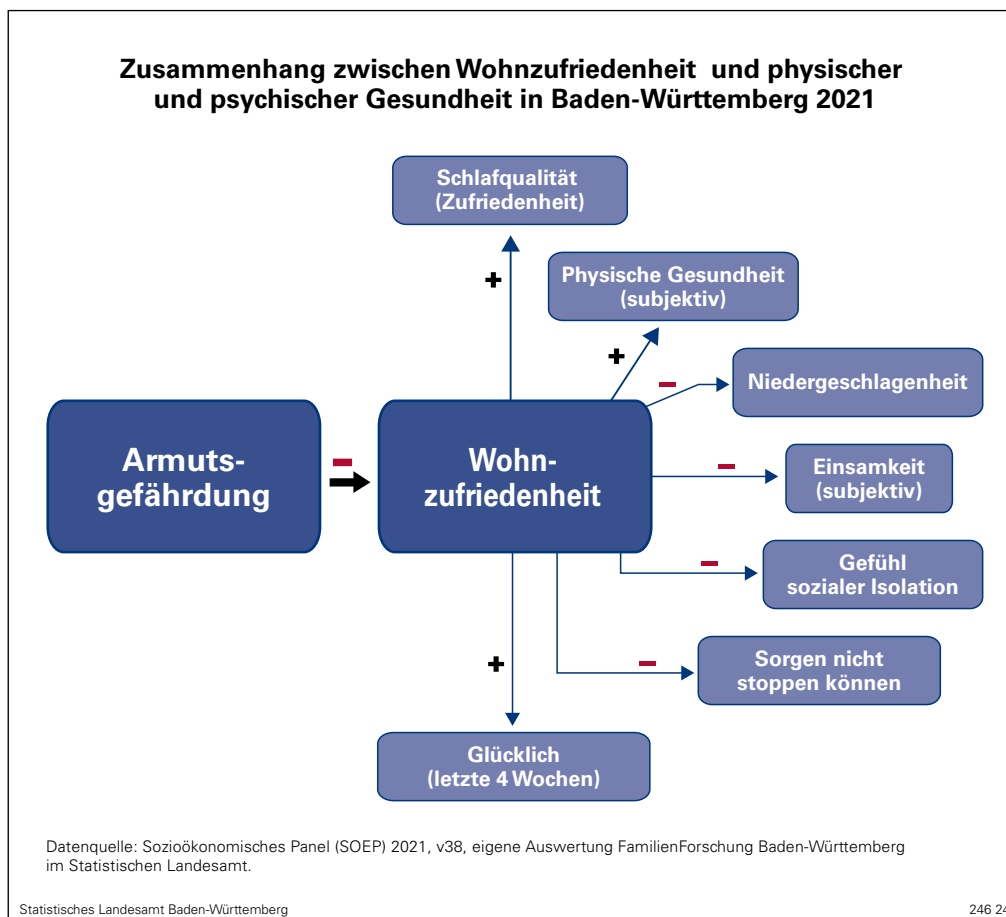 Zusammenhang zwischen Wohnzufriedenheit und physischer
und psychischer Gesundheit in Baden-Württemberg 2021
Schlafqualität
(Zufriedenheit)
+
Physische Gesundheit
(subjektiv)
+
–
Niedergeschlagenheit
Armuts-
gefährdung
–
Wohn-
zufriedenheit
–
Einsamkeit
(subjektiv)
–
Gefühl
sozialer Isolation
+
–
Sorgen nicht
stoppen können
Glücklich
(letzte 4 Wochen)
Datenquelle: Sozioökonomisches Panel (SOEP) 2021, v38, eigene Auswertung FamilienForschung Baden-Württemberg
im Statistischen Landesamt.
Statistisches Landesamt Baden-Württemberg
246 24